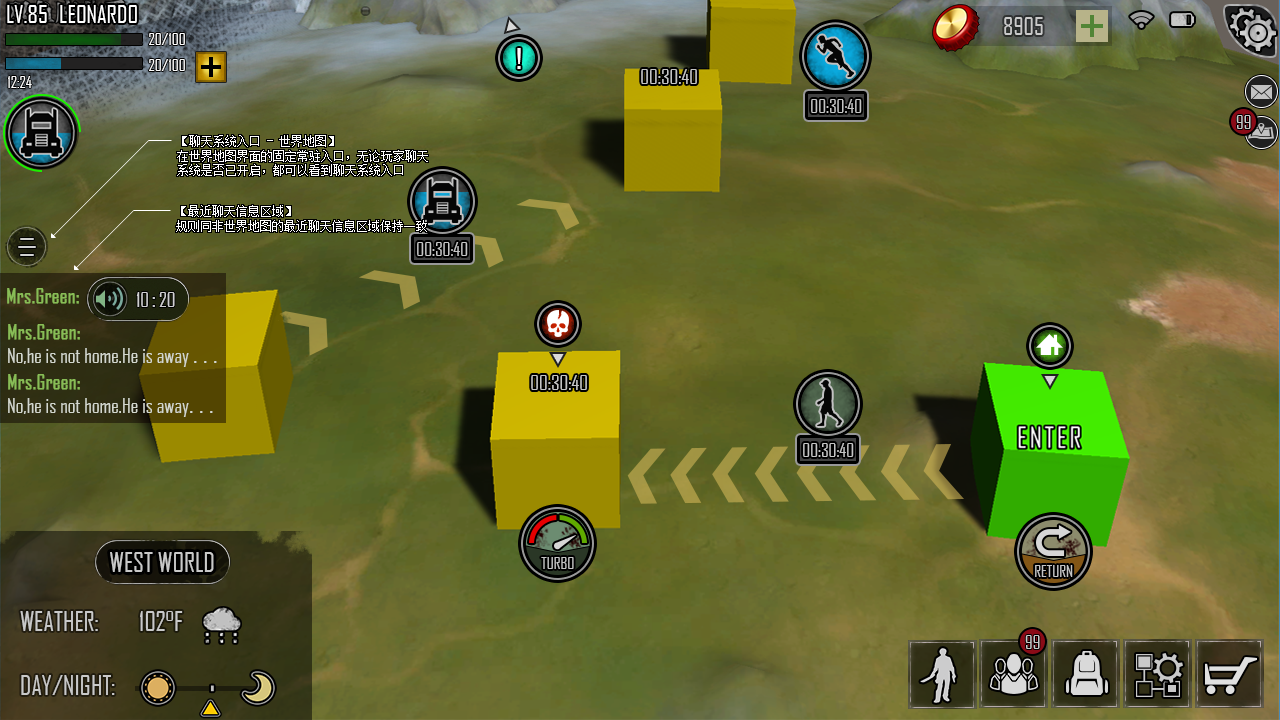 LV.85 LEONARDO
20/100
20/100
12:24
8905
99
00:30:40
00:30:40
【聊天系统入口 - 世界地图】
在世界地图界面的固定常驻入口，无论玩家聊天
系统是否已开启，都可以看到聊天系统入口
【最近聊天信息区域】
规则同非世界地图的最近聊天信息区域保持一致
00:30:40
Mrs.Green:
10:20
Mrs.Green:
No,he is not home.He is away . . .
Mrs.Green:
No,he is not home.He is away. . .
00:30:40
00:30:40
ENTER
TURBO
RETURN
WEST WORLD
WEATHER:
102°F
DAY/NIGHT:
99